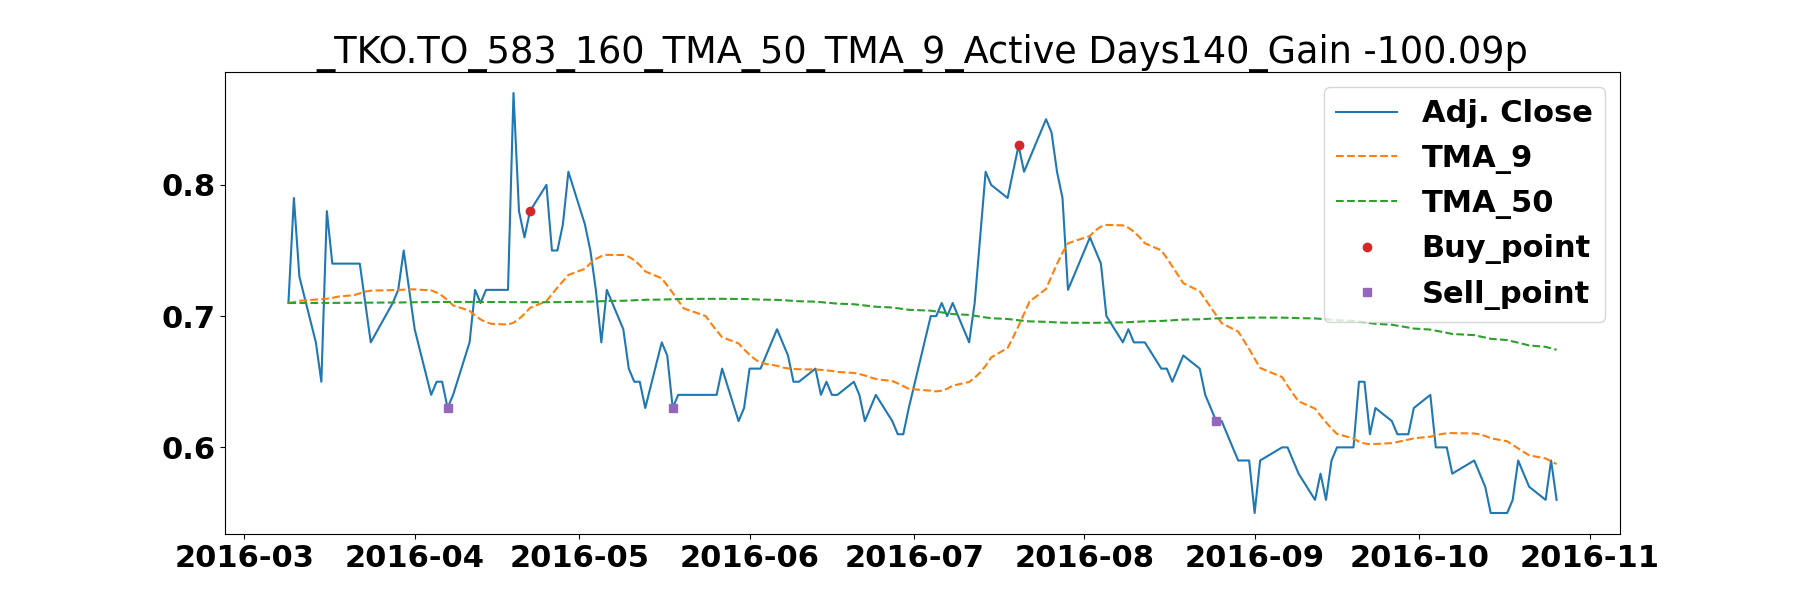 _TKO.TO_583_160_TMA_50_TMA_9_Active Days140_Gain -100.09p
Adj. Close
TMA_9
TMA_50
Buy_point
Sell_point
0.8
0.7
0.6
2016-03 2016-04 2016-05 2016-06 2016-07 2016-08 2016-09 2016-10 2016-11